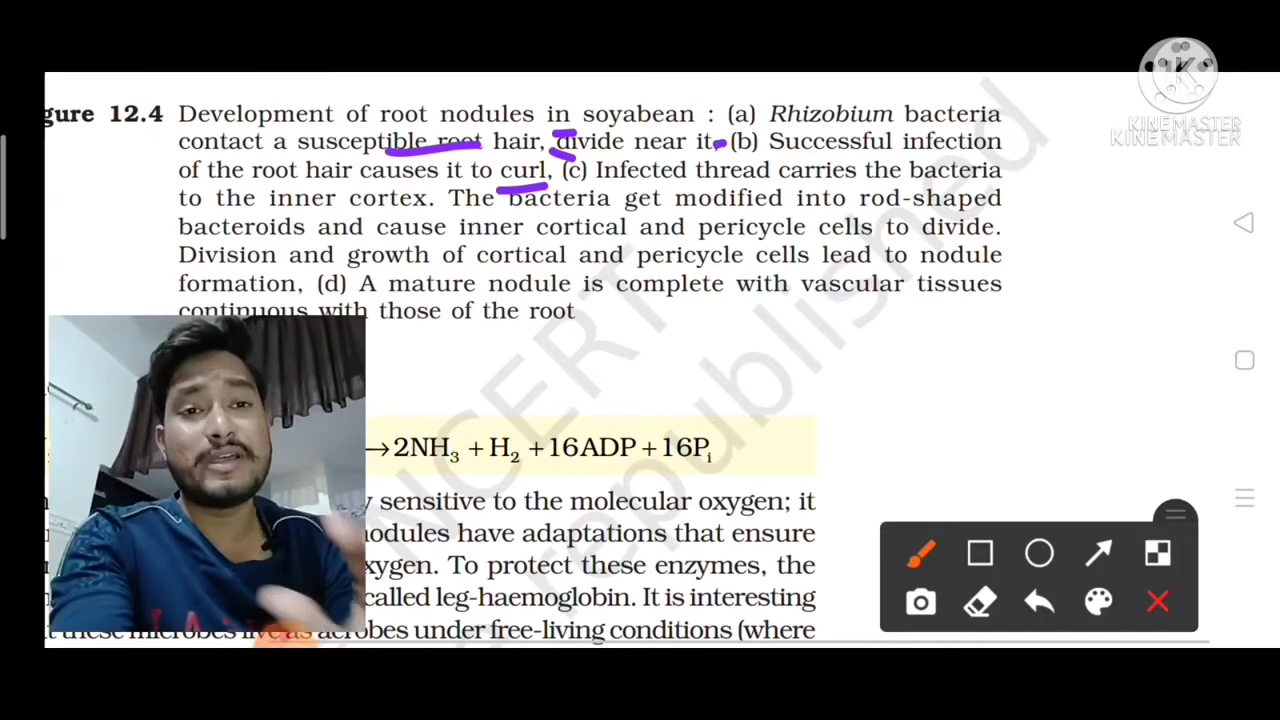 gure 12.4 Development of root nodules in soyabean : (a) Rhizobium bacteria
contact a susceptible root hair, divide near it, (b) Successful infection
of the root hair causes it to curl, (c) Infected thread carries the bacteria
to the inner cortex. The bacteria get modified into rod-shaped
bacteroids and cause inner cortical and pericycle cells to divide.
Division and growth of cortical and pericycle cells lead to nodule
formation, (d) A mature nodule is complete with vascular tissues
continuous with those of the root
→ 2NH₃ + H₂ + 16ADP + 16Pᵢ
y sensitive to the molecular oxygen; it
nodules have adaptations that ensure
xygen. To protect these enzymes, the
called leg-haemoglobin. It is interesting
t these microbes live as aerobes under free-living conditions (where
NCERT
republished
K
KINEMASTER
KINEMASTER